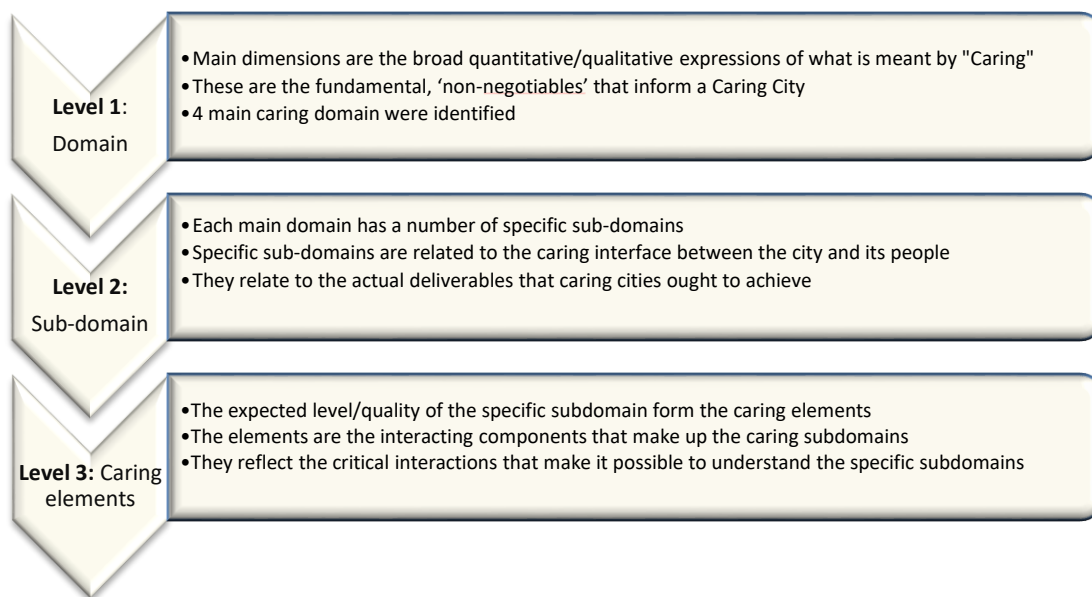 Level 1:
Domain
•Main dimensions are the broad quantitative/qualitative expressions of what is meant by "Caring"
•These are the fundamental, ‘non-negotiables’ that inform a Caring City
•4 main caring domain were identified
Level 2:
Sub-domain
•Each main domain has a number of specific sub-domains
•Specific sub-domains are related to the caring interface between the city and its people
•They relate to the actual deliverables that caring cities ought to achieve
Level 3: Caring
elements
•The expected level/quality of the specific subdomain form the caring elements
•The elements are the interacting components that make up the caring subdomains
•They reflect the critical interactions that make it possible to understand the specific subdomains